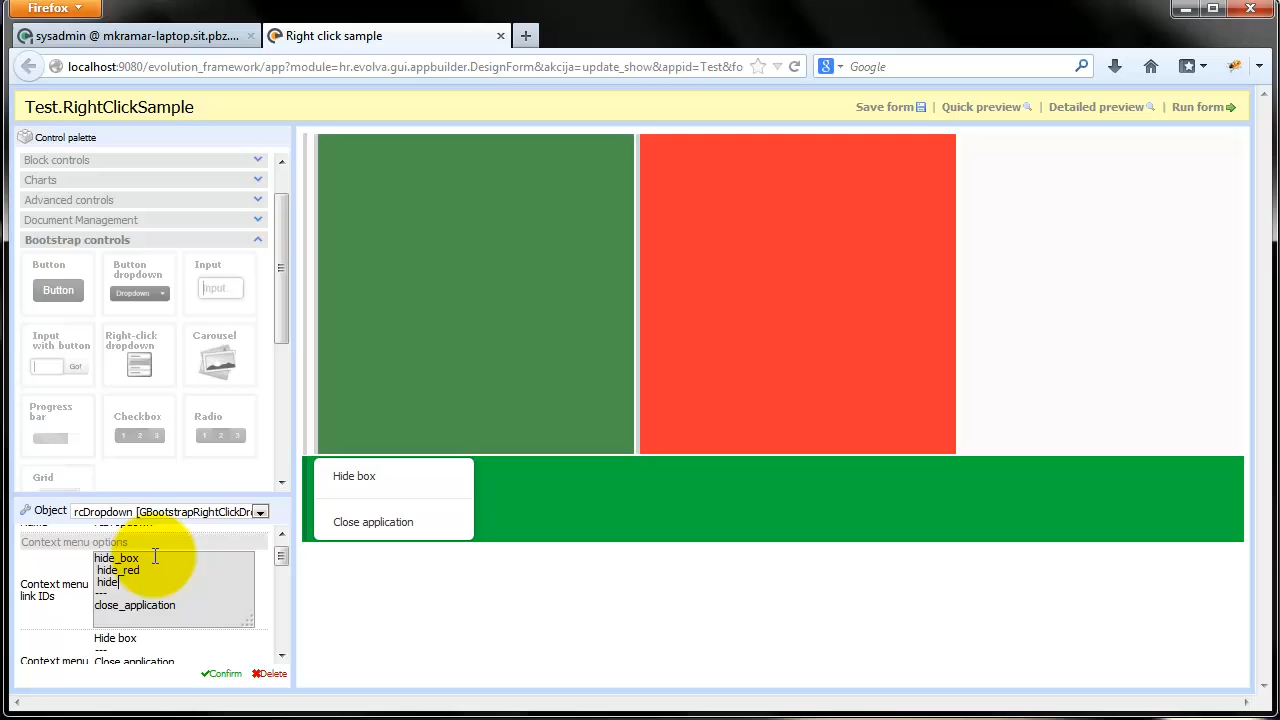 Firefox
sysadmin @ mkramar-laptop.sit.pbz....
Right click sample
localhost:9080/evolution_framework/app?module=hr.evolva.gui.appbuilder.DesignForm&akcija=update_show&appid=Test&fo
Google
Test.RightClickSample
Save form
Quick preview
Detailed preview
Run form
Control palette
Block controls
Charts
Advanced controls
Document Management
Bootstrap controls
Button
Button
Button dropdown
Dropdown
Input
Input
Input with button
Go!
Right-click dropdown
Carousel
Progress bar
Checkbox
1 2 3
Radio
1 2 3
Grid
Object
rcDropdown [GBootstrapRightClickDr
Context menu options
Context menu link IDs
hide_box
hide_red
hide
---
close_application
Context menu
Hide box
---
Close application
Confirm
Delete
Hide box
Close application